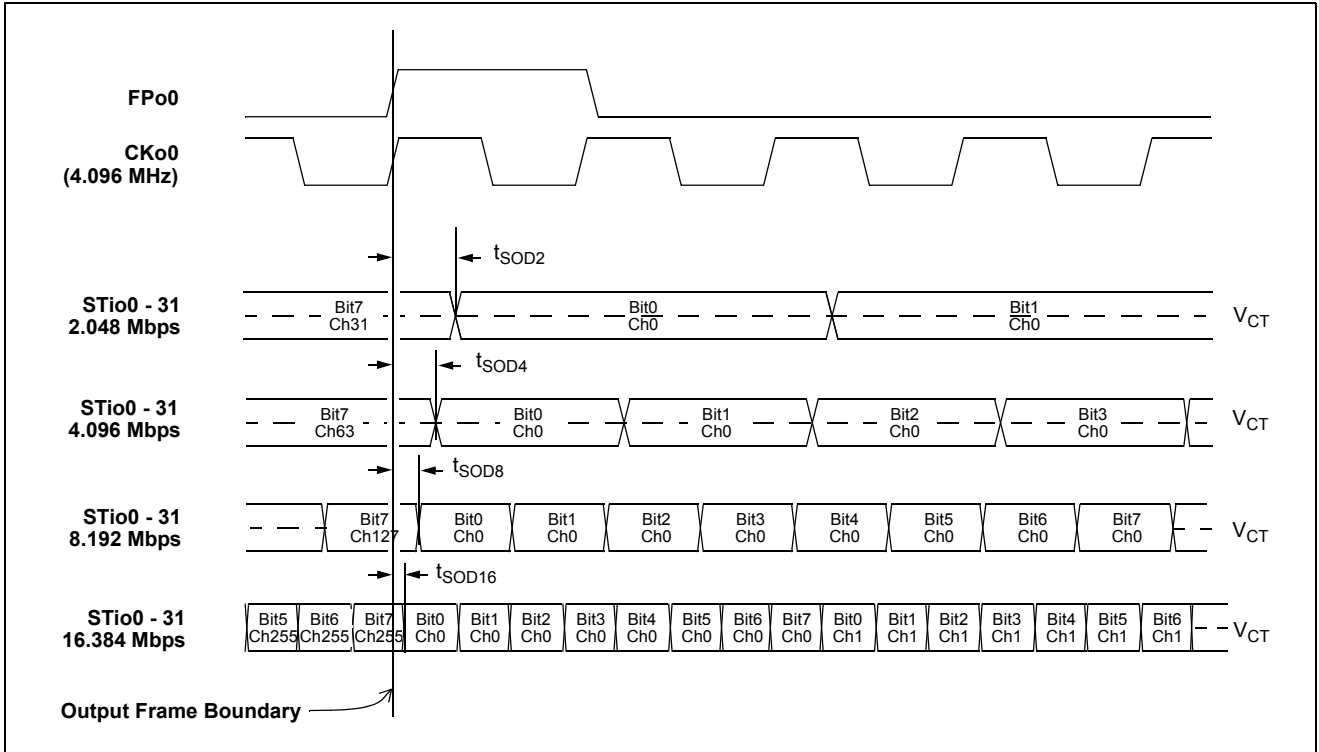 FPo0
CKo0
(4.096 MHz)
tSOD2
STio0 - 31
2.048 Mbps
Bit7
Ch31
Bit0
Ch0
Bit1
Ch0
VCT
tSOD4
STio0 - 31
4.096 Mbps
Bit7
Ch63
Bit0
Ch0
Bit1
Ch0
Bit2
Ch0
Bit3
Ch0
VCT
tSOD8
STio0 - 31
8.192 Mbps
Bit7
Ch127
Bit0
Ch0
Bit1
Ch0
Bit2
Ch0
Bit3
Ch0
Bit4
Ch0
Bit5
Ch0
Bit6
Ch0
Bit7
Ch0
VCT
tSOD16
STio0 - 31
16.384 Mbps
Bit5
Ch255
Bit6
Ch255
Bit7
Ch255
Bit0
Ch0
Bit1
Ch0
Bit2
Ch0
Bit3
Ch0
Bit4
Ch0
Bit5
Ch0
Bit6
Ch0
Bit7
Ch0
Bit0
Ch1
Bit1
Ch1
Bit2
Ch1
Bit3
Ch1
Bit4
Ch1
Bit5
Ch1
Bit6
Ch1
VCT
Output Frame Boundary